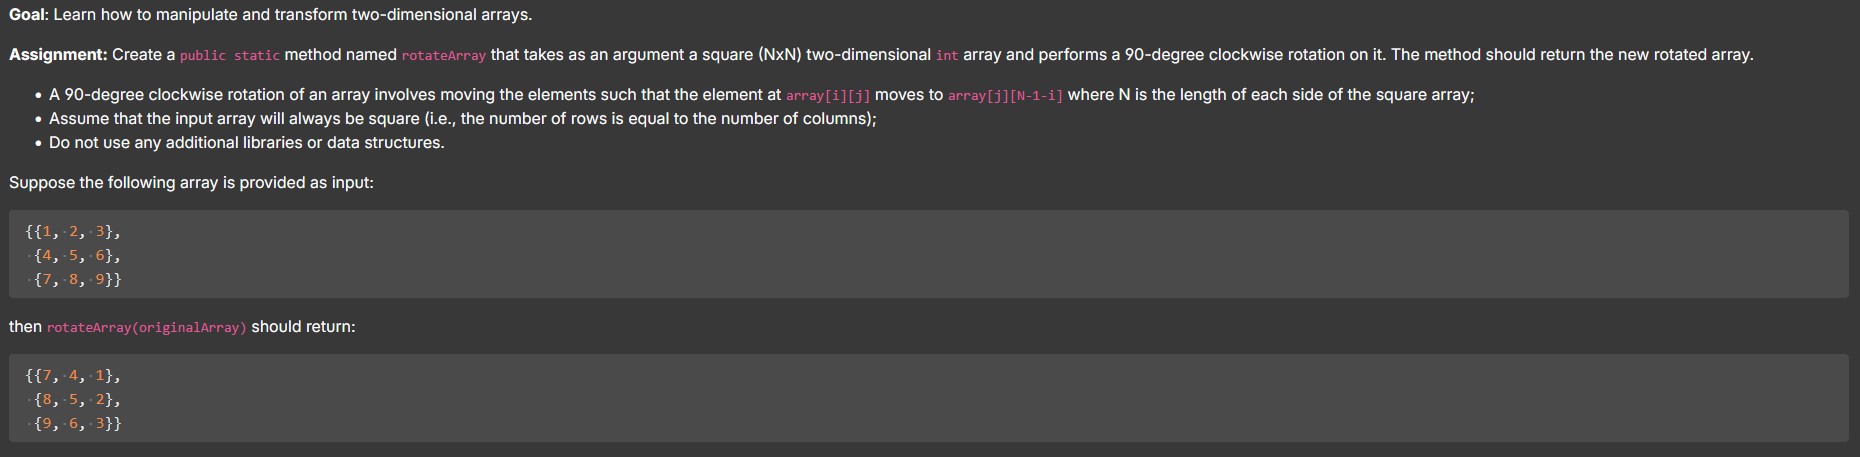 Goal: Learn how to manipulate and transform two-dimensional arrays.
Assignment: Create a public static method named rotateArray that takes as an argument a square (NxN) two-dimensional int array and performs a 90-degree clockwise rotation on it. The method should return the new rotated array.
• A 90-degree clockwise rotation of an array involves moving the elements such that the element at array[i][j] moves to array[j][N-1-i] where N is the length of each side of the square array;
• Assume that the input array will always be square (i.e., the number of rows is equal to the number of columns);
• Do not use any additional libraries or data structures.
Suppose the following array is provided as input:
{{1, 2, 3},
{4, 5, 6},
{7, 8, 9}}
then rotateArray(originalArray) should return:
{{7, 4, 1},
{8, 5, 2},
{9, 6, 3}}